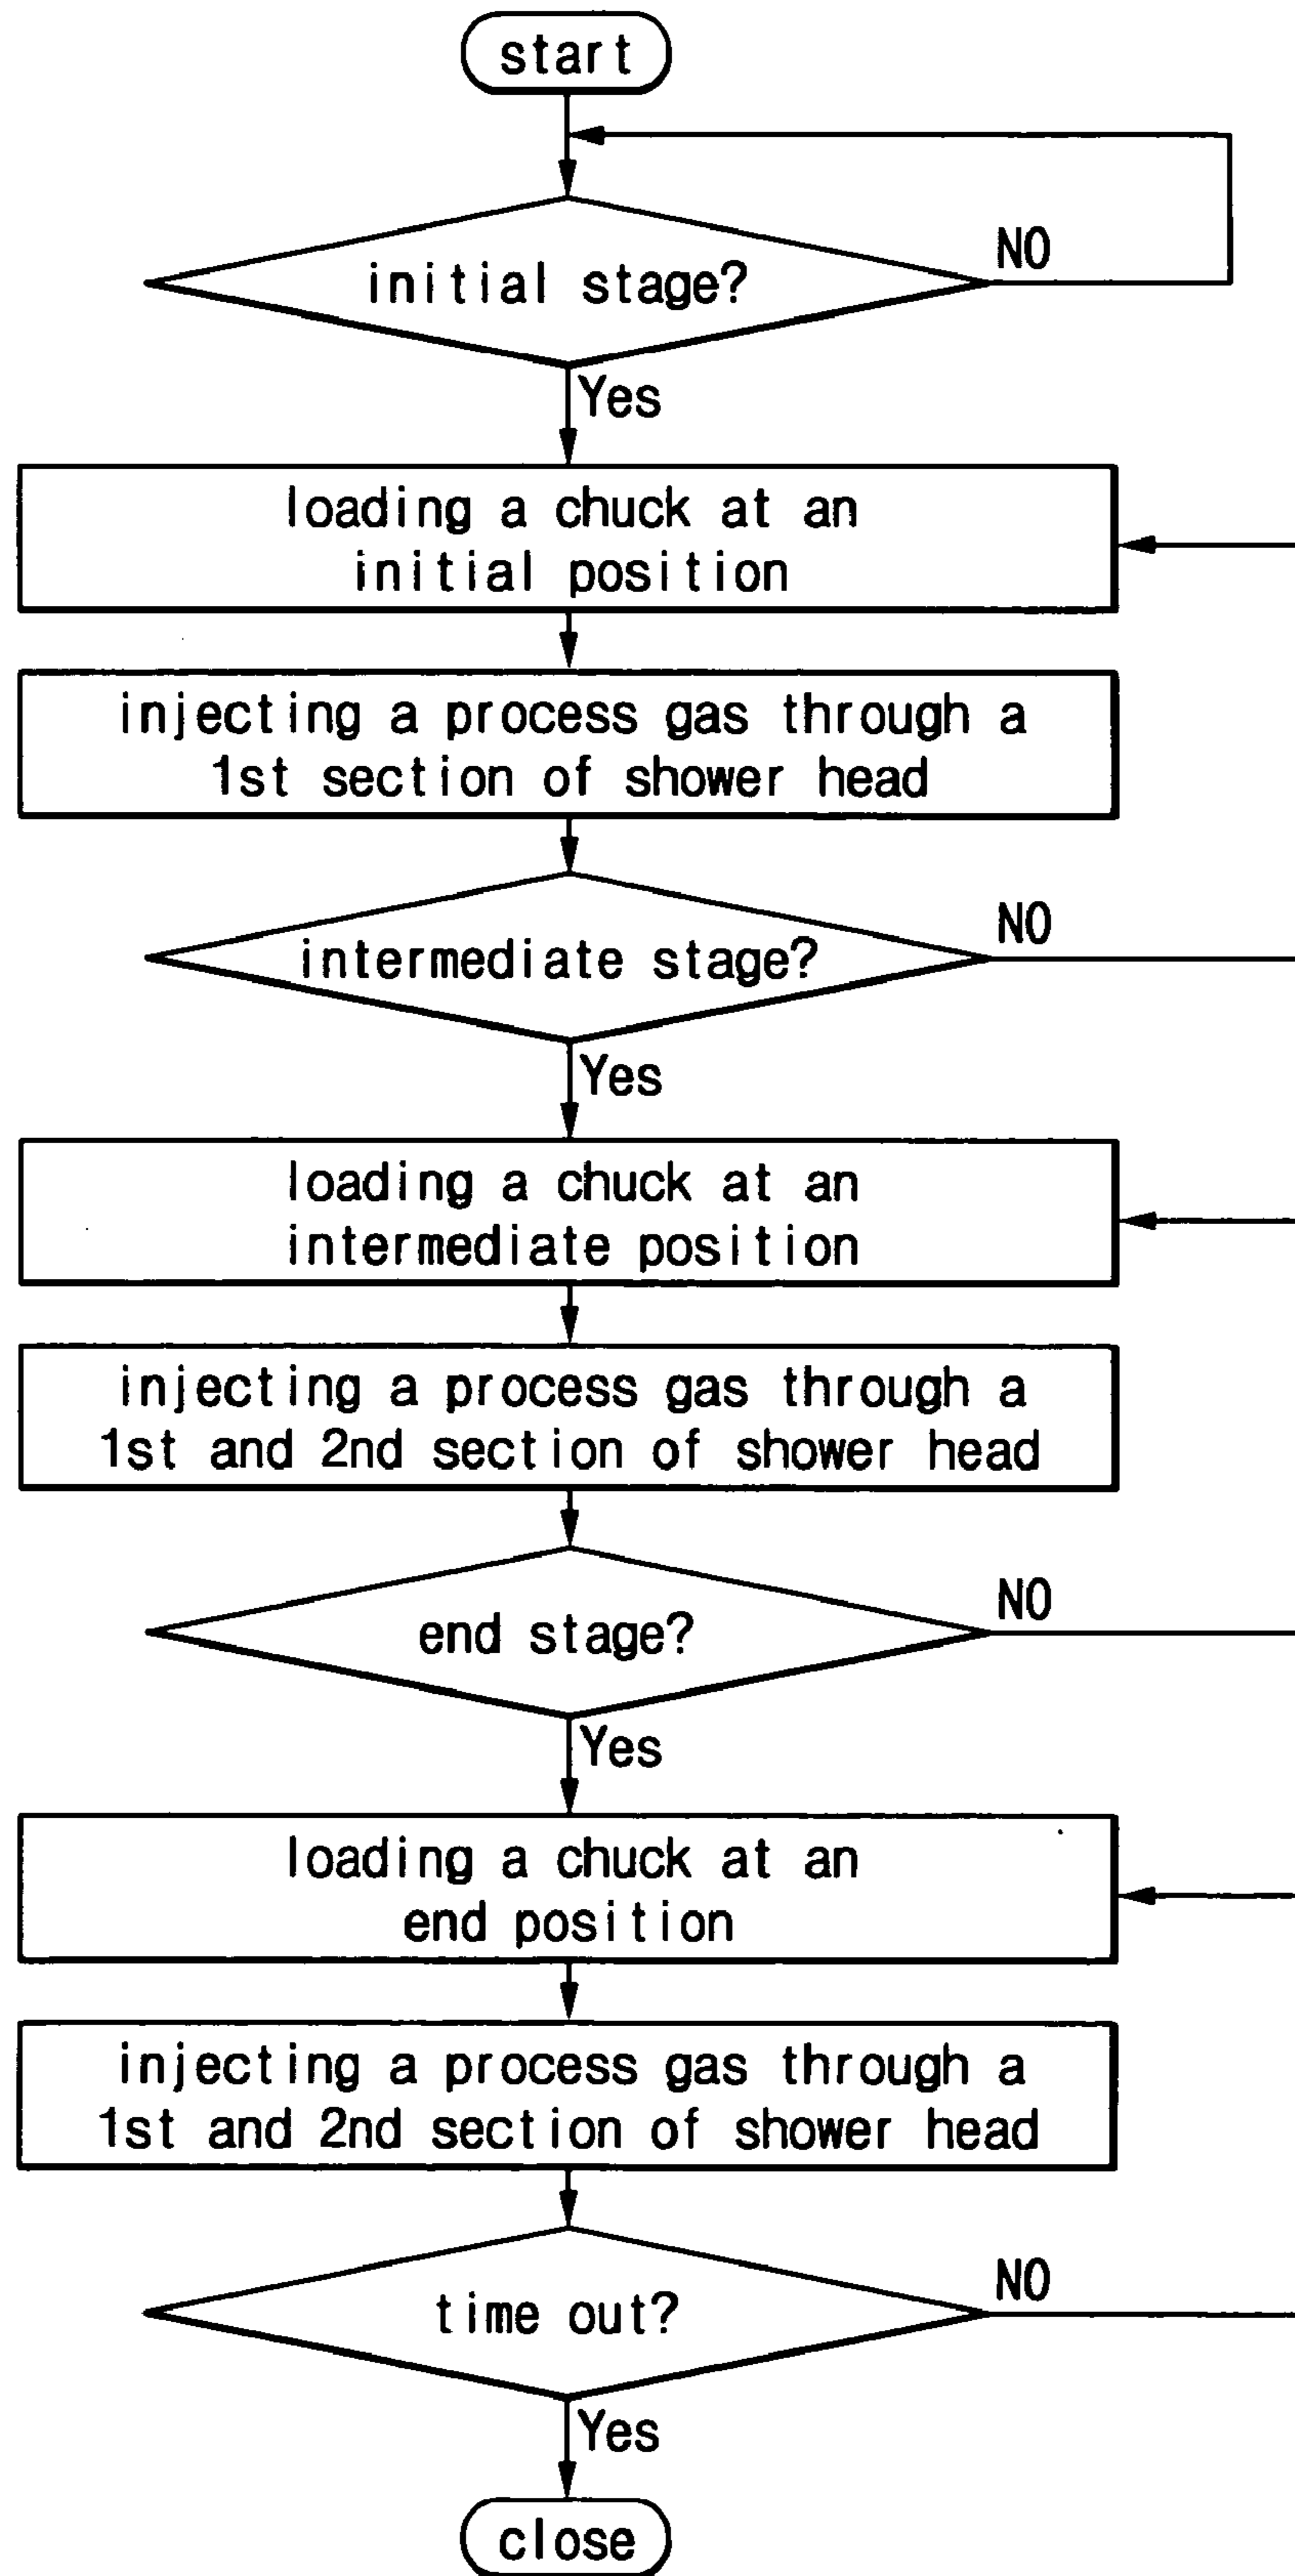 start
NO
initial stage?
Yes
loading a chuck at an
initial position
injecting a process gas through a
1st section of shower head
NO
intermediate stage?
Yes
loading a chuck at an
intermediate position
injecting a process gas through a
1st and 2nd section of shower head
NO
end stage?
Yes
loading a chuck at an
end position
injecting a process gas through a
1st and 2nd section of shower head
NO
time out?
Yes
close